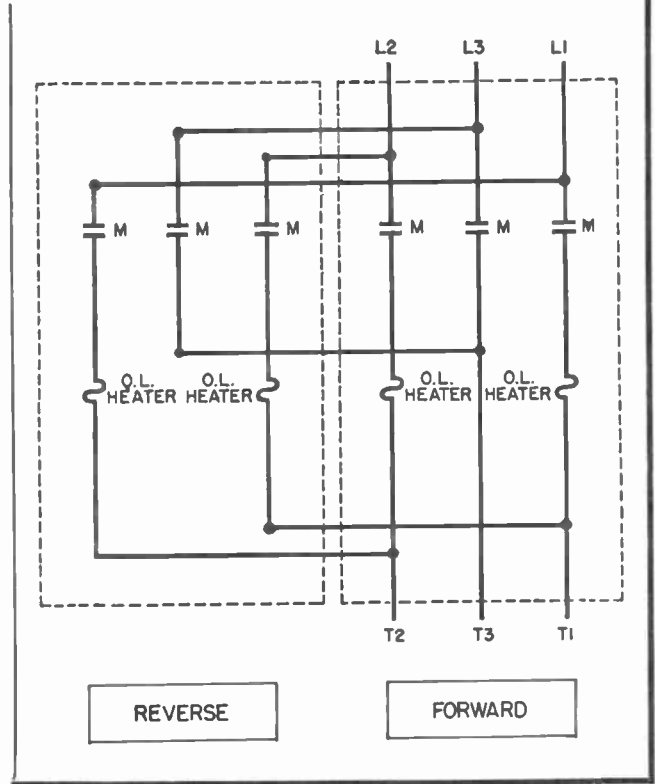 L2 L3 L1
M M M M M M
O.L. O.L. O.L. O.L.
HEATER HEATER HEATER HEATER
T2 T3 T1
REVERSE FORWARD